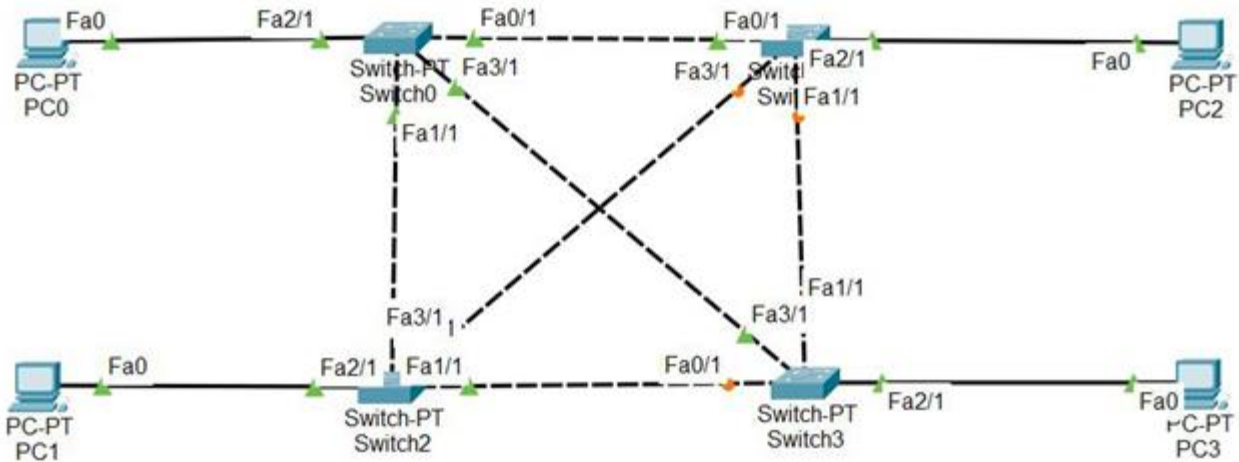 Fa0
Fa2/1
Fa0/1
Fa0/1
PC-PT
PC0
Switch-PT
Switch0
Fa3/1
Fa3/1
Fa2/1
Fa0
PC-PT
PC2
Fa1/1
Fa1/1
Fa1/1
Fa3/1
Fa3/1
Fa0
Fa2/1
Fa1/1
Fa0/1
PC-PT
PC1
Switch-PT
Switch2
Switch-PT
Switch3
Fa2/1
Fa0
PC-PT
PC3